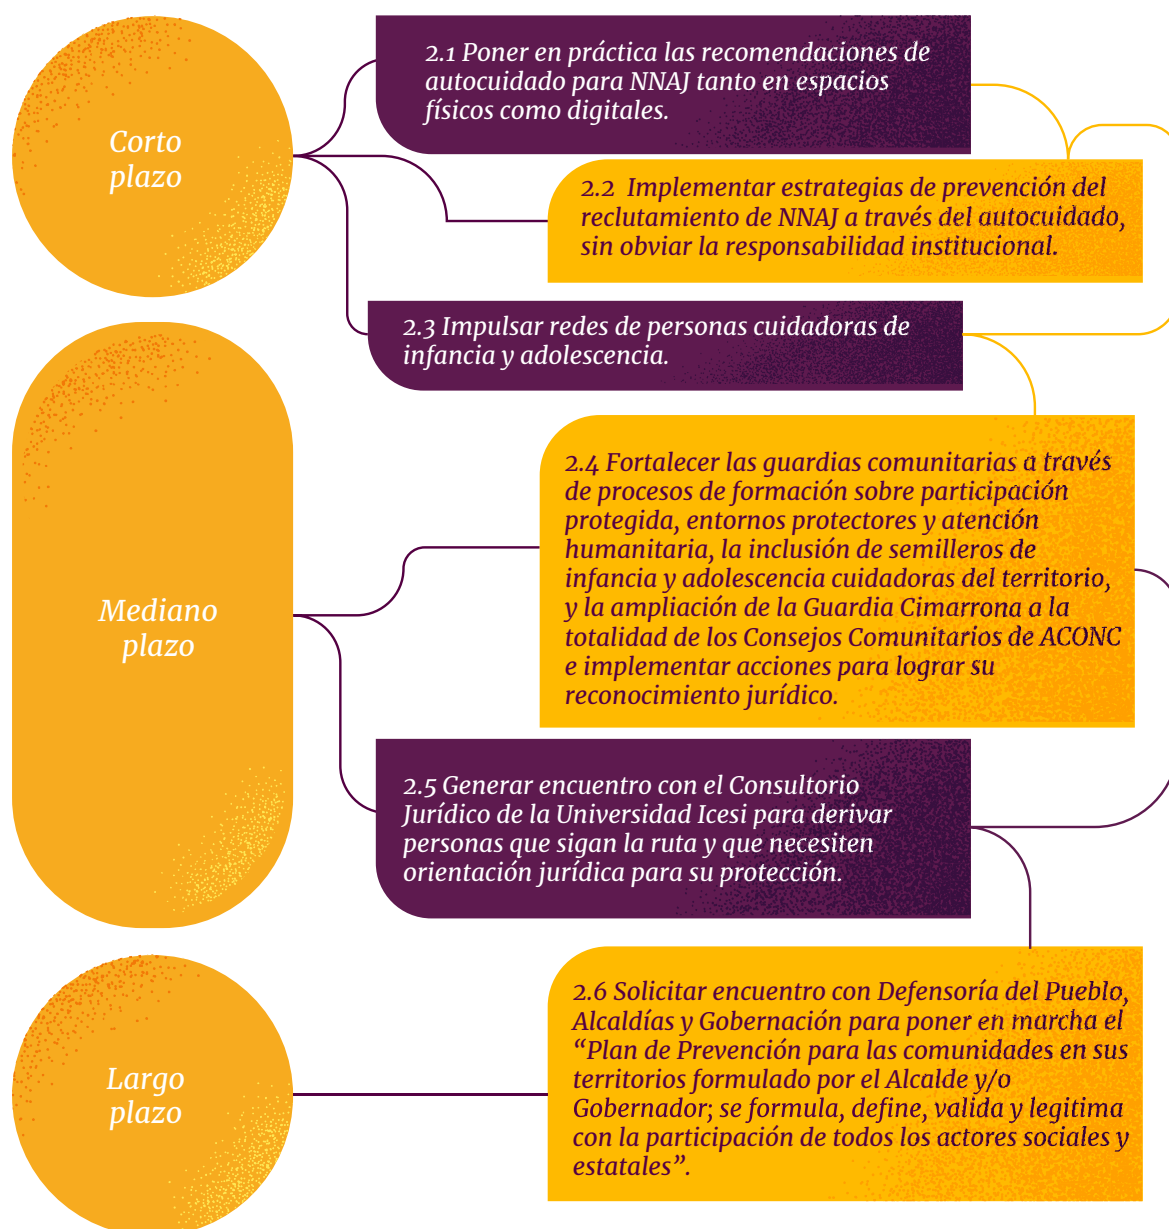 Corto
plazo
2.1 Poner en práctica las recomendaciones de
autocuidado para NNAJ tanto en espacios
físicos como digitales.
2.2 Implementar estrategias de prevención del
reclutamiento de NNAJ a través del autocuidado,
sin obviar la responsabilidad institucional.
2.3 Impulsar redes de personas cuidadoras de
infancia y adolescencia.
Mediano
plazo
2.4 Fortalecer las guardias comunitarias a través
de procesos de formación sobre participación
protegida, entornos protectores y atención
humanitaria, la inclusión de semilleros de
infancia y adolescencia cuidadoras del territorio,
y la ampliación de la Guardia Cimarrona a la
totalidad de los Consejos Comunitarios de ACONC
e implementar acciones para lograr su
reconocimiento jurídico.
2.5 Generar encuentro con el Consultorio
Jurídico de la Universidad Icesi para derivar
personas que sigan la ruta y que necesiten
orientación jurídica para su protección.
Largo
plazo
2.6 Solicitar encuentro con Defensoría del Pueblo,
Alcaldías y Gobernación para poner en marcha el
“Plan de Prevención para las comunidades en sus
territorios formulado por el Alcalde y/o
Gobernador; se formula, define, valida y legitima
con la participación de todos los actores sociales y
estatales”.